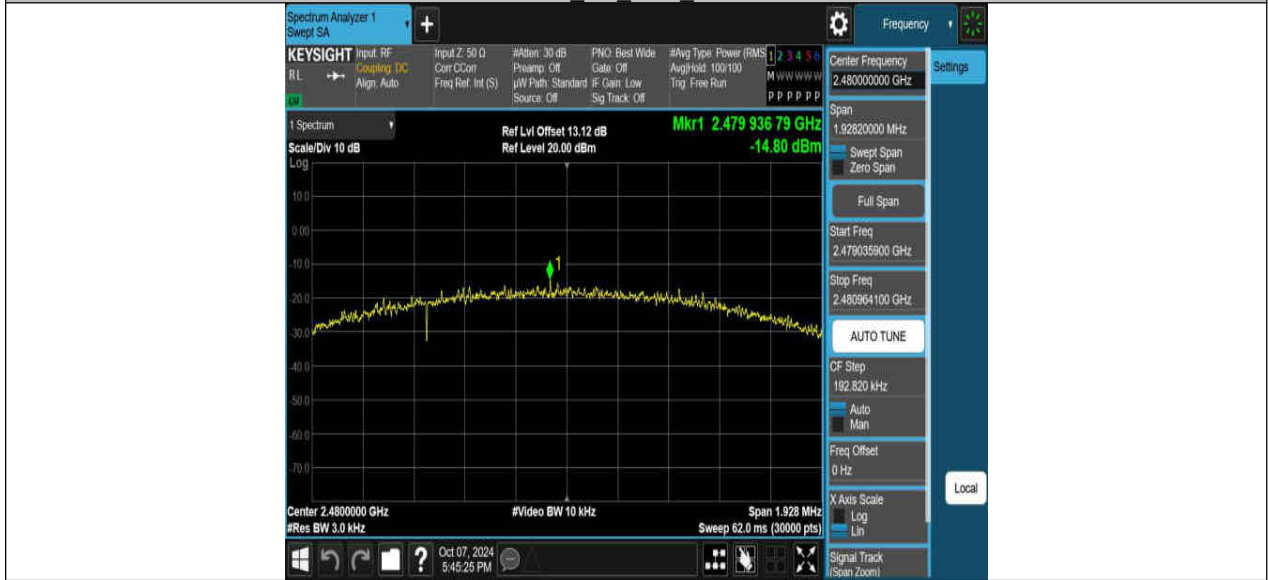 Spectrum Analyzer 1
Swept SA
+
Frequency
KEYSIGHT
RL
LM
Input: RF
Coupling: DC
Align: Auto
Input Z: 50 Ω
Corr CCorr
Freq Ref: Int (S)
#Atten: 30 dB
Preamp: Off
µW Path: Standard
Source: Off
PNO: Best Wide
Gate: Off
IF Gain: Low
Sig Track: Off
#Avg Type: Power (RMS
Avg|Hold: 100/100
Trig: Free Run
1 2 3 4 5 6
M W W W W W
P P P P P P
Center Frequency
2.480000000 GHz
Settings
Span
1.92820000 MHz
Swept Span
Zero Span
Full Span
Start Freq
2.479035900 GHz
Stop Freq
2.480964100 GHz
AUTO TUNE
CF Step
192.820 kHz
Auto
Man
Freq Offset
0 Hz
X Axis Scale
Log
Lin
Local
Signal Track
(Span Zoom)
1 Spectrum
Scale/Div 10 dB
Log
Ref Lvl Offset 13.12 dB
Ref Level 20.00 dBm
Mkr1 2.479 936 79 GHz
-14.80 dBm
10.0
0.00
-10.0
1
-20.0
-30.0
-40.0
-50.0
-60.0
-70.0
Center 2.4800000 GHz
#Video BW 10 kHz
Span 1.928 MHz
#Res BW 3.0 kHz
Sweep 62.0 ms (30000 pts)
?
Oct 07, 2024
5:45:25 PM